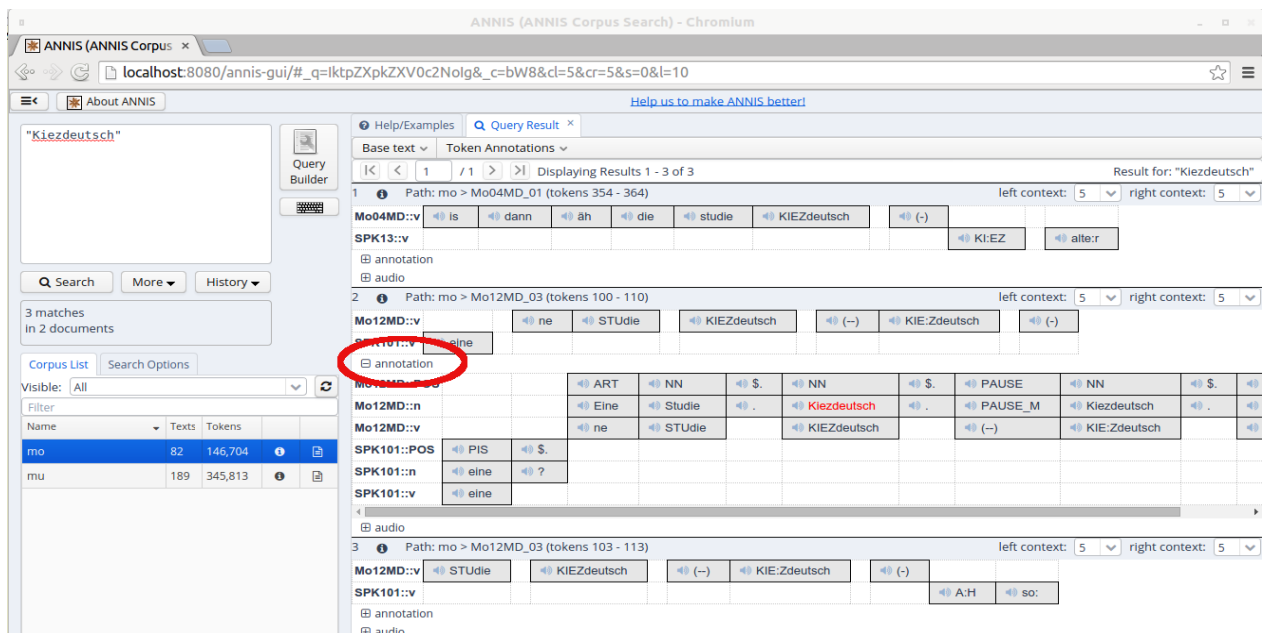 ANNIS (ANNIS Corpus Search) - Chromium
ANNIS (ANNIS Corpus ×
localhost:8080/annis-gui/#_q=IktpZXpkZXV0c2NoIg&_c=bW8&cl=5&cr=5&s=0&l=10
About ANNIS Help us to make ANNIS better!
"Kiezdeutsch"
Query Builder
Search More History
3 matches
in 2 documents
Corpus List Search Options
Visible: All
Filter
Name Texts Tokens
mo 82 146,704
mu 189 345,813
Help/Examples Query Result ×
Base text Token Annotations
1 / 1 Displaying Results 1 - 3 of 3 Result for: "Kiezdeutsch"
1 Path: mo > Mo04MD_01 (tokens 354 - 364) left context: 5 right context: 5
Mo04MD::v is dann äh die studie KIEZdeutsch (-)
SPK13::v KI:EZ alte:r
annotation
audio
2 Path: mo > Mo12MD_03 (tokens 100 - 110) left context: 5 right context: 5
Mo12MD::v ne STUdie KIEZdeutsch (--) KIE:Zdeutsch (-)
SPK101::v eine
annotation
Mo12MD::POS ART NN $. NN $. PAUSE NN $.
Mo12MD::n Eine Studie . Kiezdeutsch . PAUSE_M Kiezdeutsch .
Mo12MD::v ne STUdie KIEZdeutsch (--) KIE:Zdeutsch
SPK101::POS PIS $.
SPK101::n eine ?
SPK101::v eine
audio
3 Path: mo > Mo12MD_03 (tokens 103 - 113) left context: 5 right context: 5
Mo12MD::v STUdie KIEZdeutsch (--) KIE:Zdeutsch (-)
SPK101::v A:H so:
annotation
audio